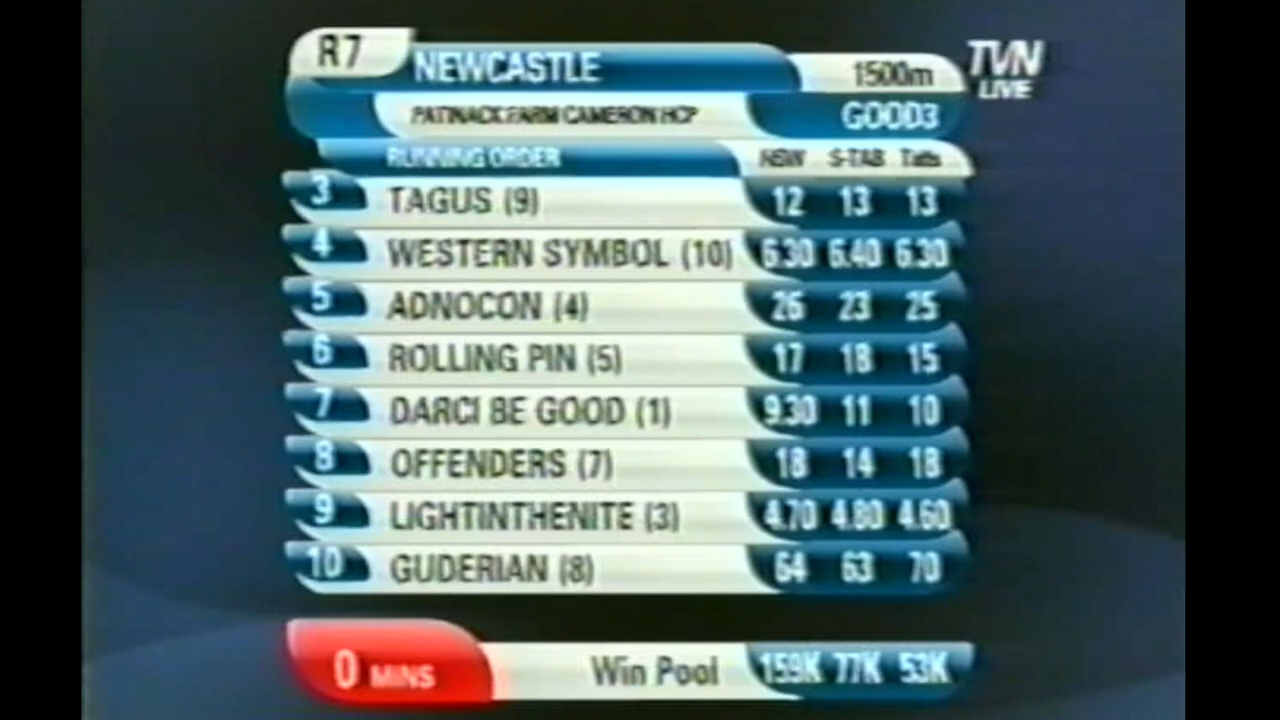 R7 NEWCASTLE 1500m TVN LIVE
PATINACK FARM CAMERON HCP GOOD3
RUNNING ORDER NSW S-TAB Tatts
3 TAGUS (9) 12 13 13
4 WESTERN SYMBOL (10) 6.30 6.40 6.30
5 ADNOCON (4) 26 23 25
6 ROLLING PIN (5) 17 18 15
7 DARCI BE GOOD (1) 9.30 11 10
8 OFFENDERS (7) 18 14 18
9 LIGHTINTHENITE (3) 4.70 4.80 4.60
10 GUDERIAN (8) 64 63 70
0 MINS Win Pool 159K 77K 53K